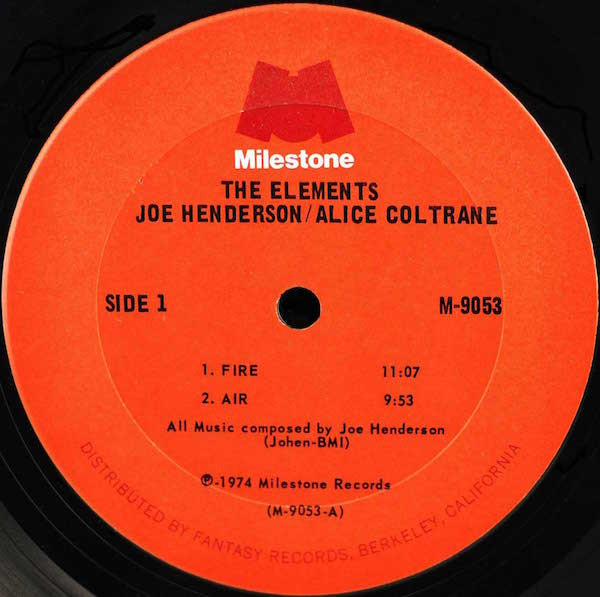 Milestone
THE ELEMENTS
JOE HENDERSON/ALICE COLTRANE
SIDE 1
M-9053
1. FIRE 11:07
2. AIR 9:53
All Music composed by Joe Henderson
(Johen-BMI)
℗-1974 Milestone Records
(M-9053-A)
DISTRIBUTED BY FANTASY RECORDS, BERKELEY, CALIFORNIA